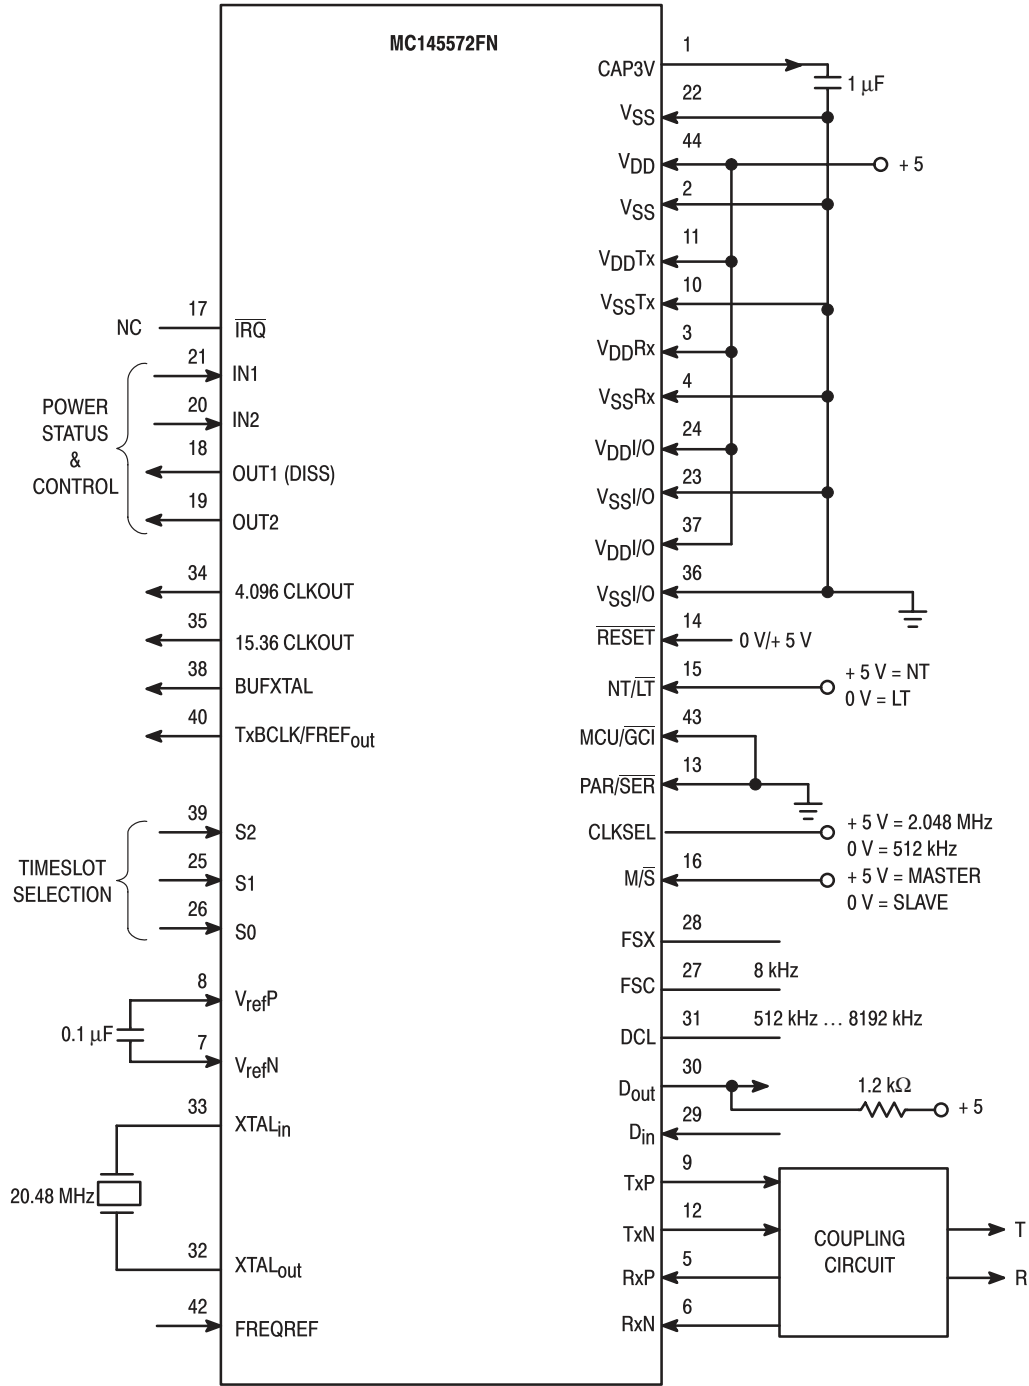 MC145572FN
1
CAP3V
1 μF
22
VSS
44
VDD
+ 5
2
VSS
11
VDDTx
10
VSSTx
3
VDDRx
4
VSSRx
24
VDDI/O
23
VSSI/O
37
VDDI/O
36
VSSI/O
14
RESET
0 V/+ 5 V
15
NT/LT
+ 5 V = NT
0 V = LT
43
MCU/GCI
13
PAR/SER
CLKSEL
+ 5 V = 2.048 MHz
0 V = 512 kHz
16
M/S
+ 5 V = MASTER
0 V = SLAVE
28
FSX
27
FSC
8 kHz
31
DCL
512 kHz … 8192 kHz
30
Dout
1.2 kΩ
+ 5
29
Din
9
TxP
12
TxN
5
RxP
6
RxN
COUPLING
CIRCUIT
T
R
17
NC
IRQ
21
IN1
20
IN2
18
OUT1 (DISS)
19
OUT2
POWER
STATUS
&
CONTROL
34
4.096 CLKOUT
35
15.36 CLKOUT
38
BUFXTAL
40
TxBCLK/FREFout
39
S2
25
S1
26
S0
TIMESLOT
SELECTION
8
VrefP
0.1 μF
7
VrefN
33
XTALin
20.48 MHz
32
XTALout
42
FREQREF